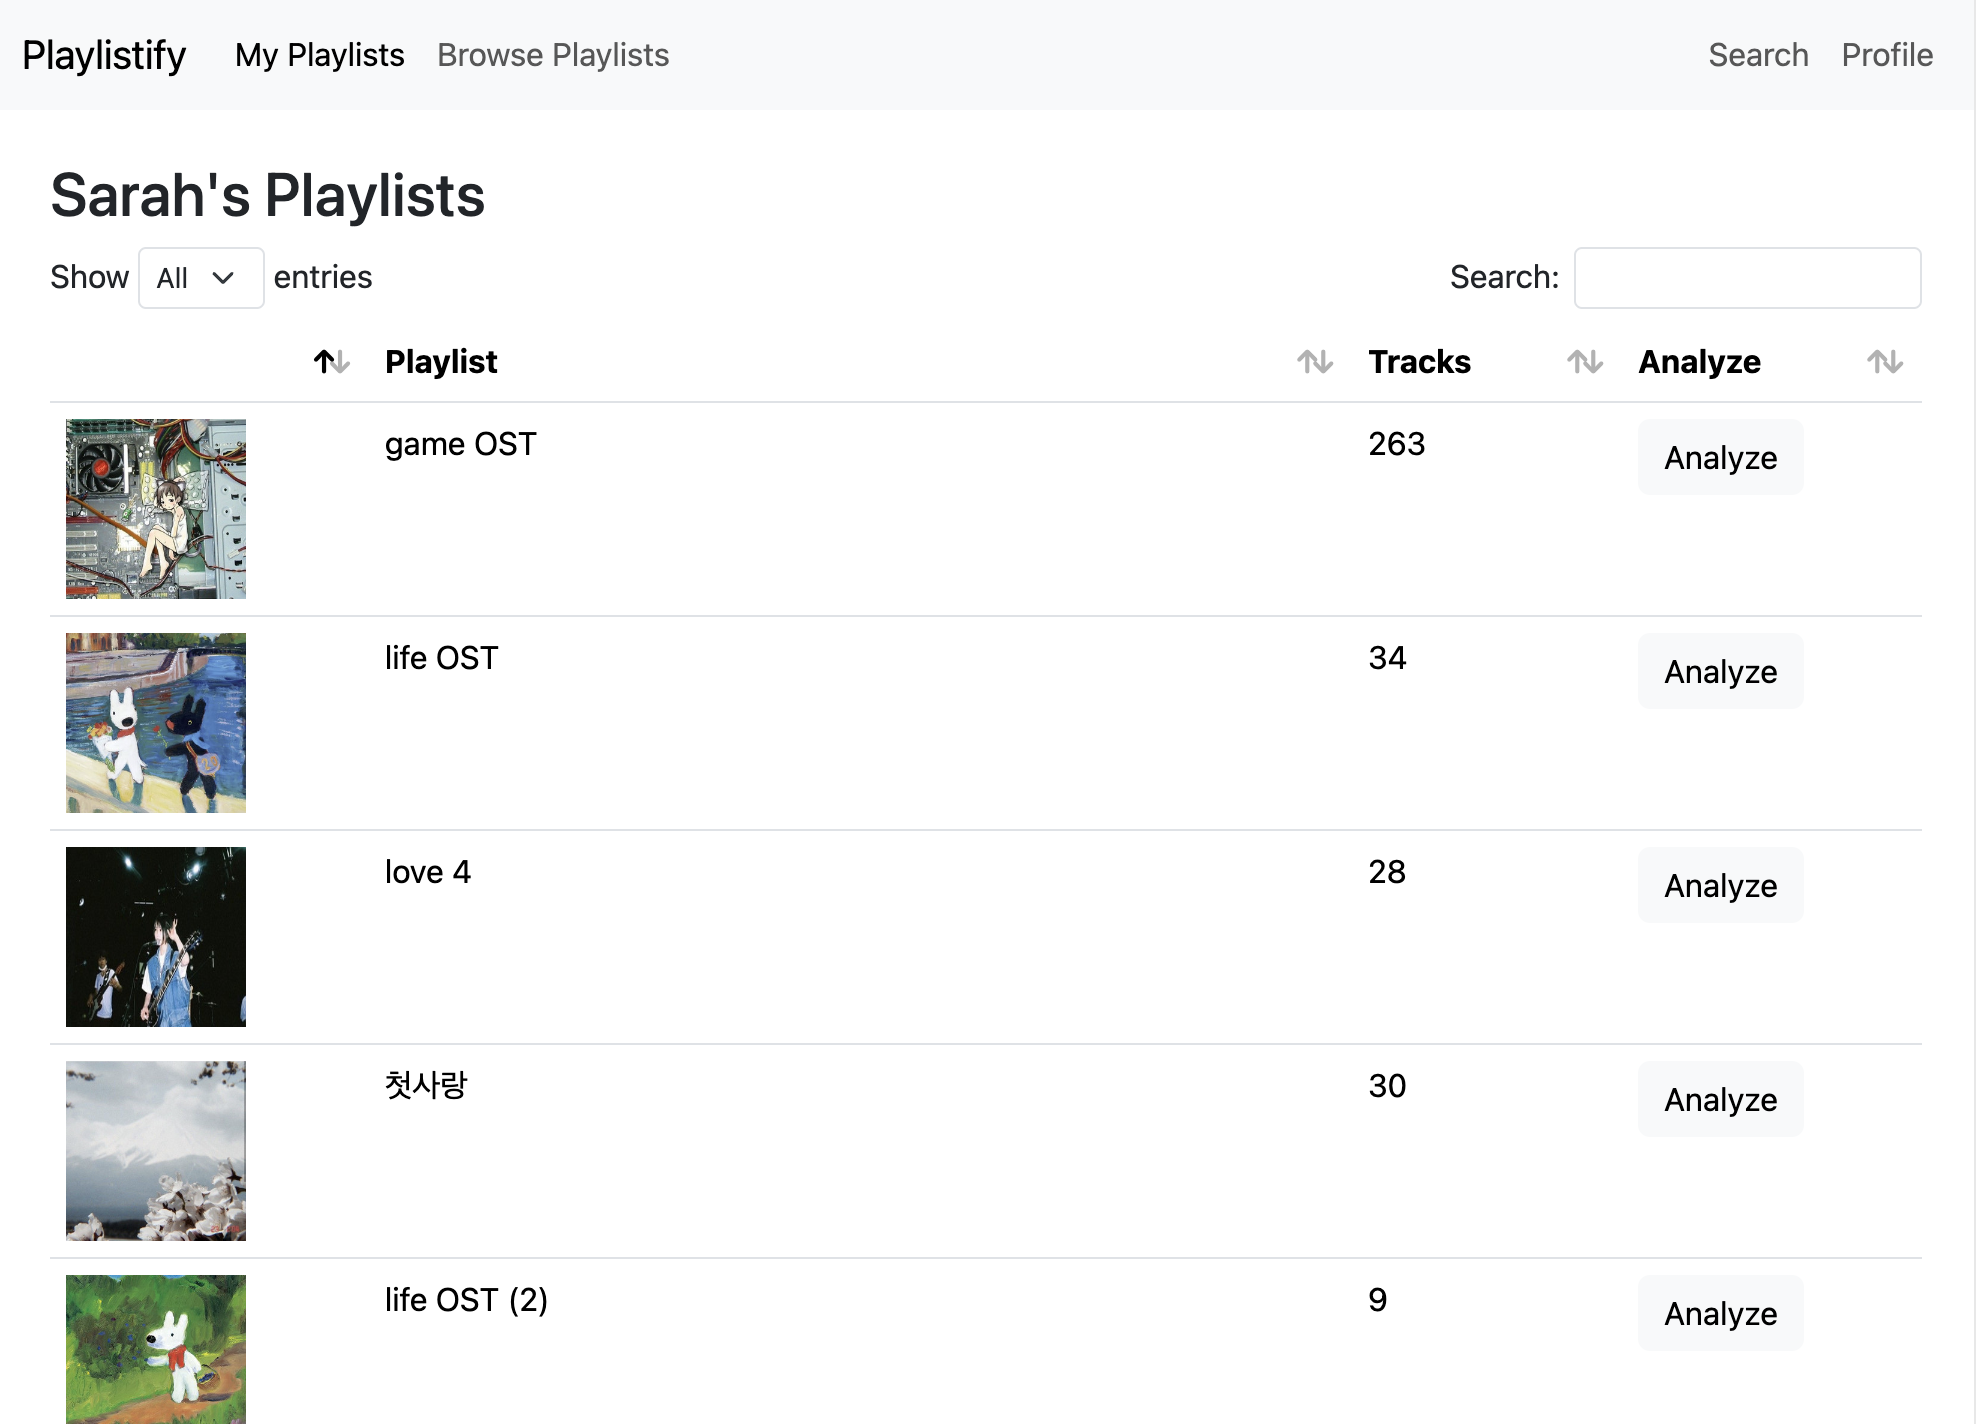 Playlistify My Playlists Browse Playlists Search Profile
Sarah's Playlists
Show All entries Search:
Playlist Tracks Analyze
game OST 263 Analyze
life OST 34 Analyze
love 4 28 Analyze
첫사랑 30 Analyze
life OST (2) 9 Analyze